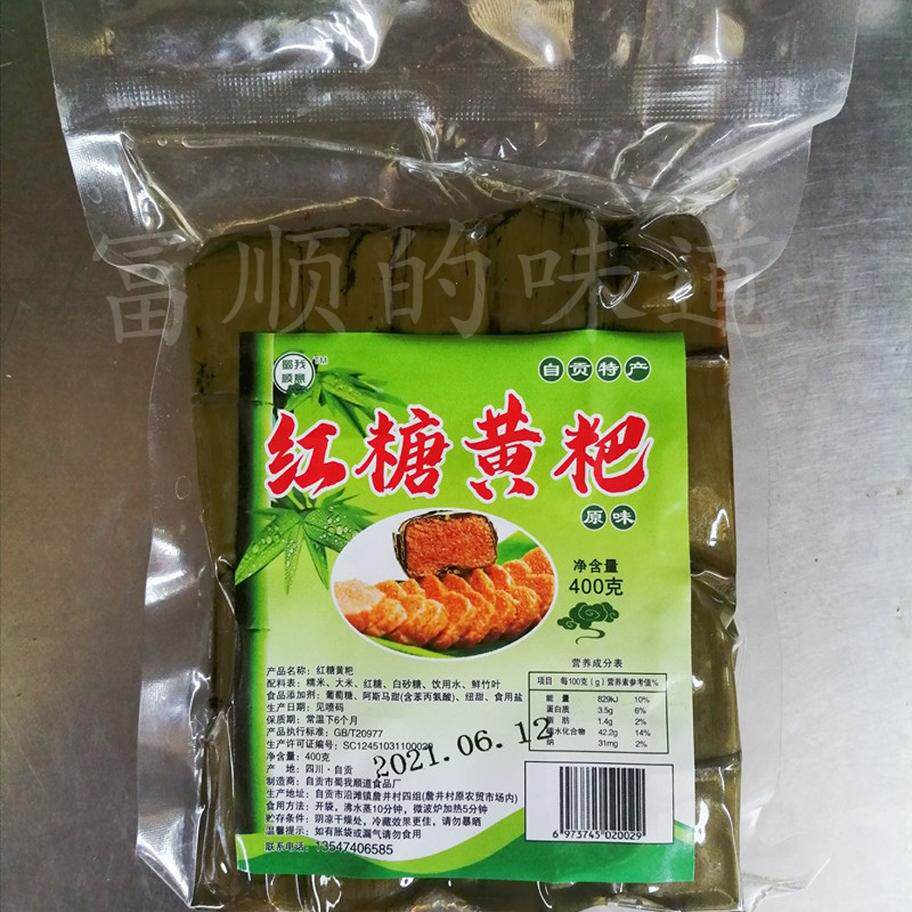 富顺的味道
蜀我
顺意
TM
自贡特产
红糖黄粑
原味
净含量
400克
产品名称：红糖黄粑
配料表：糯米、大米、红糖、白砂糖、饮用水、鲜竹叶
食品添加剂：葡萄糖、阿斯马甜(含苯丙氨酸)、纽甜、食用盐
生产日期：见喷码
保质期：常温下6个月
产品执行标准：GB/T20977
生产许可证编号：SC12451031100020
净含量：400克
产 地：四川·自贡
制造商：自贡市蜀我顺道食品厂
生产地址：自贡市沿滩镇詹井村四组(詹井村原农贸市场内)
食用方法：开袋，沸水蒸10分钟，微波炉加热5分钟
贮存条件：阴凉干燥处，冷藏效果更佳，请勿暴晒
温馨提示：如有胀袋或漏气请勿食用
联系电话：13547406585
2021.06.12
营养成分表
项目 每100克(g) 营养素参考值%
能 量 829kJ 10%
蛋白质 3.5g 6%
脂 肪 1.4g 2%
碳水化合物 42.2g 14%
钠 31mg 2%
6 973745 020029